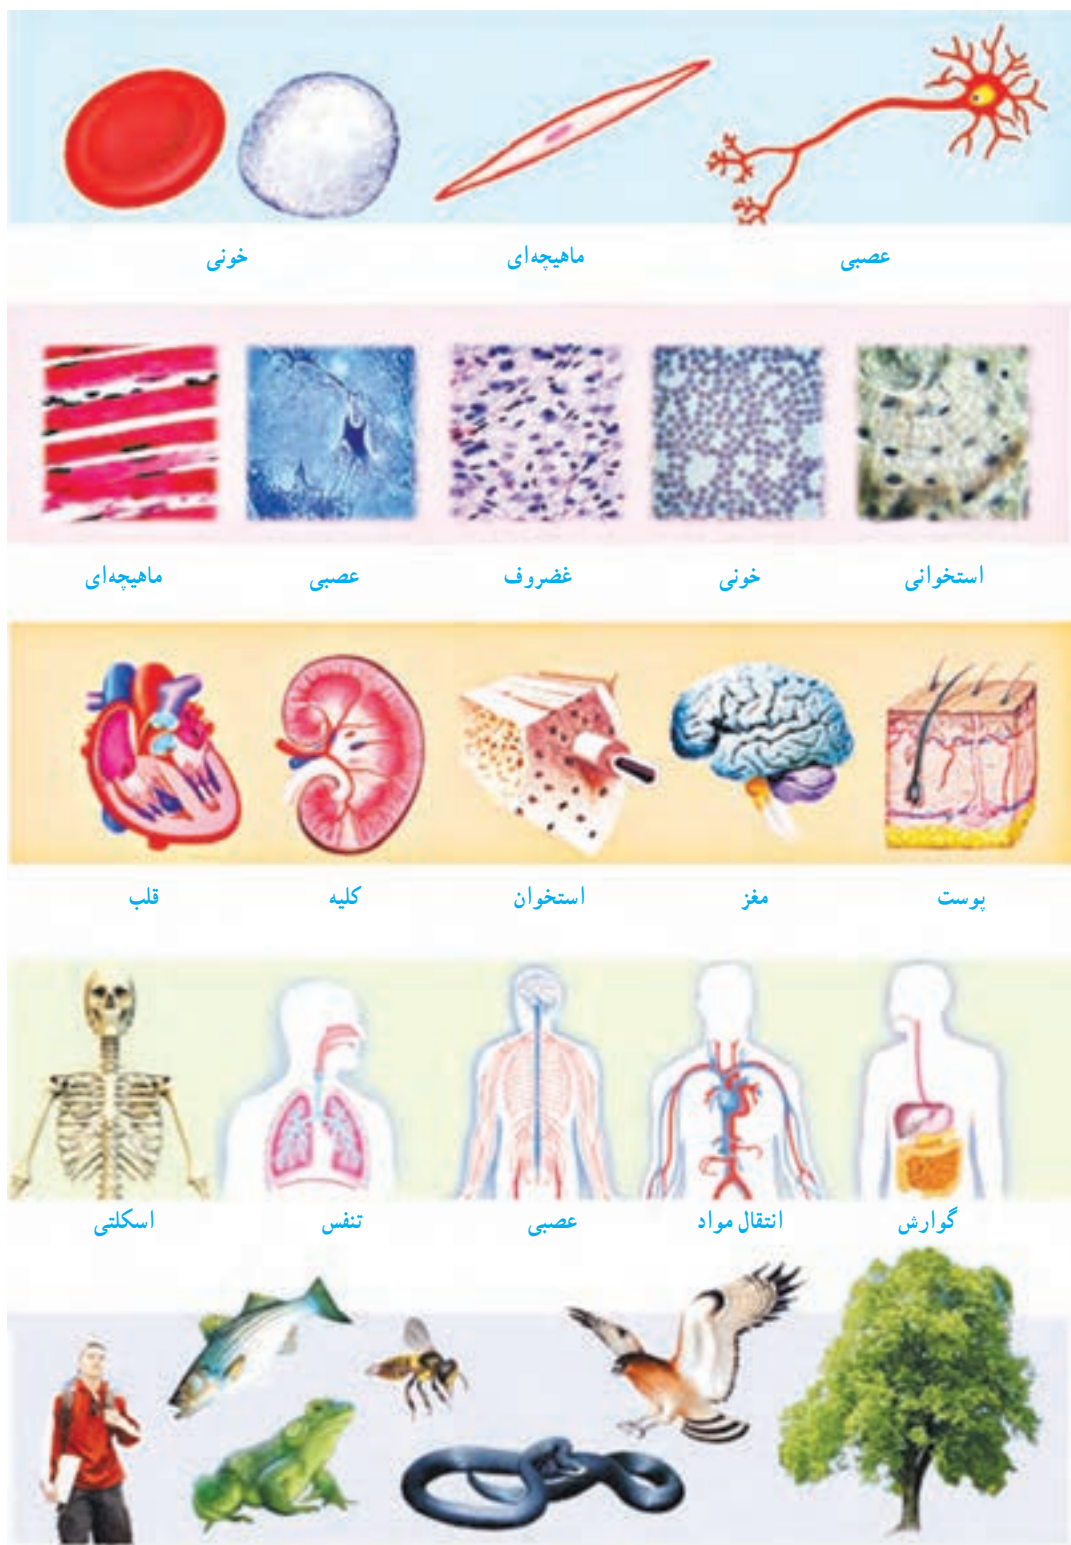 عصبی ماهیچه‌ای خونی
استخوانی خونی غضروف عصبی ماهیچه‌ای
پوست مغز استخوان کلیه قلب
گوارش انتقال مواد عصبی تنفس اسکلتی